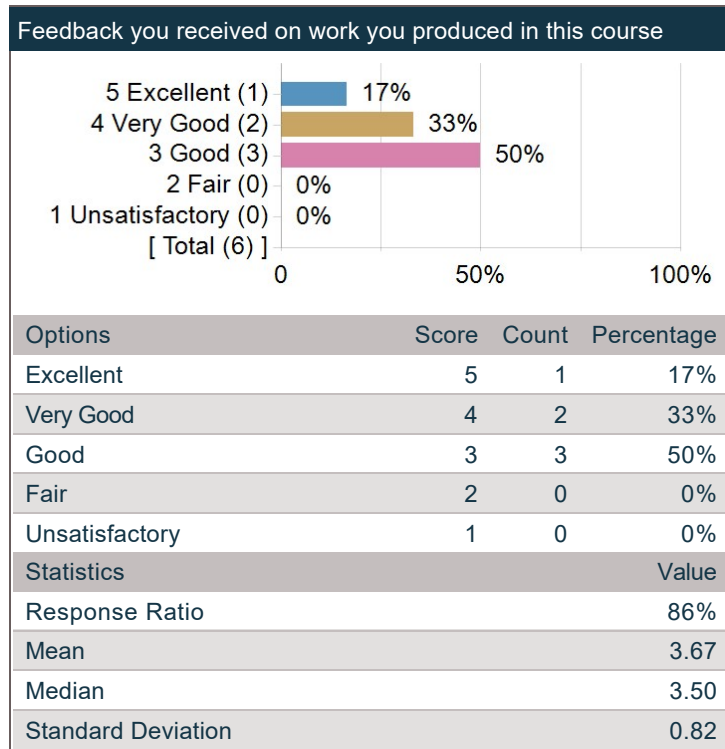 Feedback you received on work you produced in this course
5 Excellent (1) 17%
4 Very Good (2) 33%
3 Good (3) 50%
2 Fair (0) 0%
1 Unsatisfactory (0) 0%
[ Total (6) ]
0 50% 100%
Options Score Count Percentage
Excellent 5 1 17%
Very Good 4 2 33%
Good 3 3 50%
Fair 2 0 0%
Unsatisfactory 1 0 0%
Statistics Value
Response Ratio 86%
Mean 3.67
Median 3.50
Standard Deviation 0.82